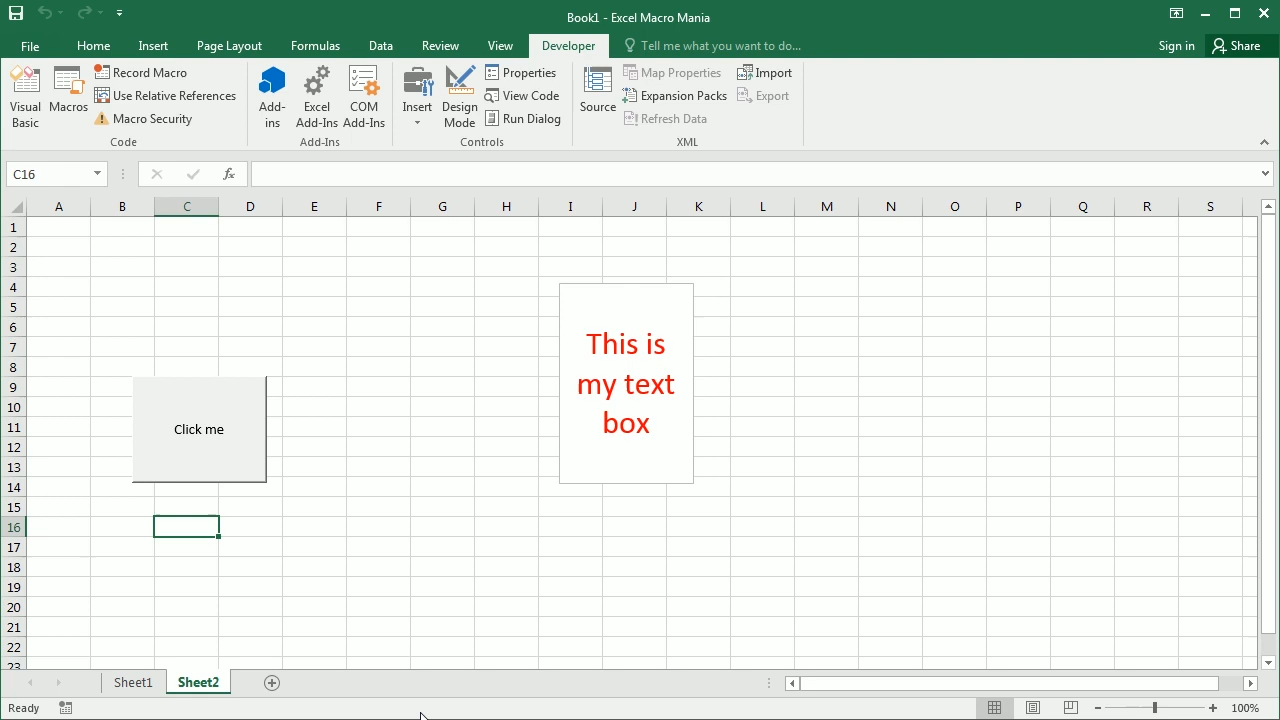 Book1 - Excel Macro Mania
File Home Insert Page Layout Formulas Data Review View Developer Tell me what you want to do... Sign in Share
Visual Basic
Macros
Record Macro
Use Relative References
Macro Security
Code
Add-ins
Excel Add-Ins
COM Add-Ins
Add-Ins
Insert
Design Mode
Properties
View Code
Run Dialog
Controls
Source
Map Properties
Expansion Packs
Refresh Data
Import
Export
XML
C16
fx
A B C D E F G H I J K L M N O P Q R S
1
2
3
4
5
6
7
8
9
10
11
12
13
14
15
16
17
18
19
20
21
22
23
Click me
This is
my text
box
Sheet1 Sheet2
Ready
100%